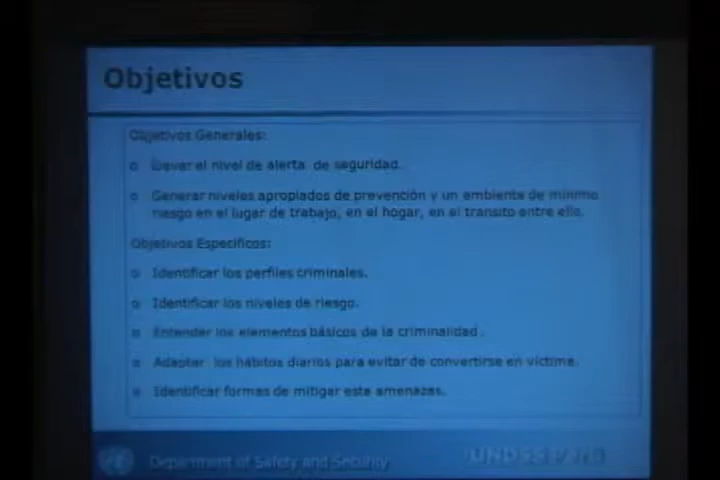 Objetivos
Objetivos Generales:
Elevar el nivel de alerta de seguridad.
Generar niveles apropiados de prevención y un ambiente de minimo
riesgo en el lugar de trabajo, en el hogar, en el transito entre ello.
Objetivos Especificos:
Identificar los perfiles criminales.
Identificar los niveles de riesgo.
Entender los elementos básicos de la criminalidad.
Adaptar los hábitos diarios para evitar de convertirse en victima.
Identificar formas de mitigar esta amenazas.
Department of Safety and Security